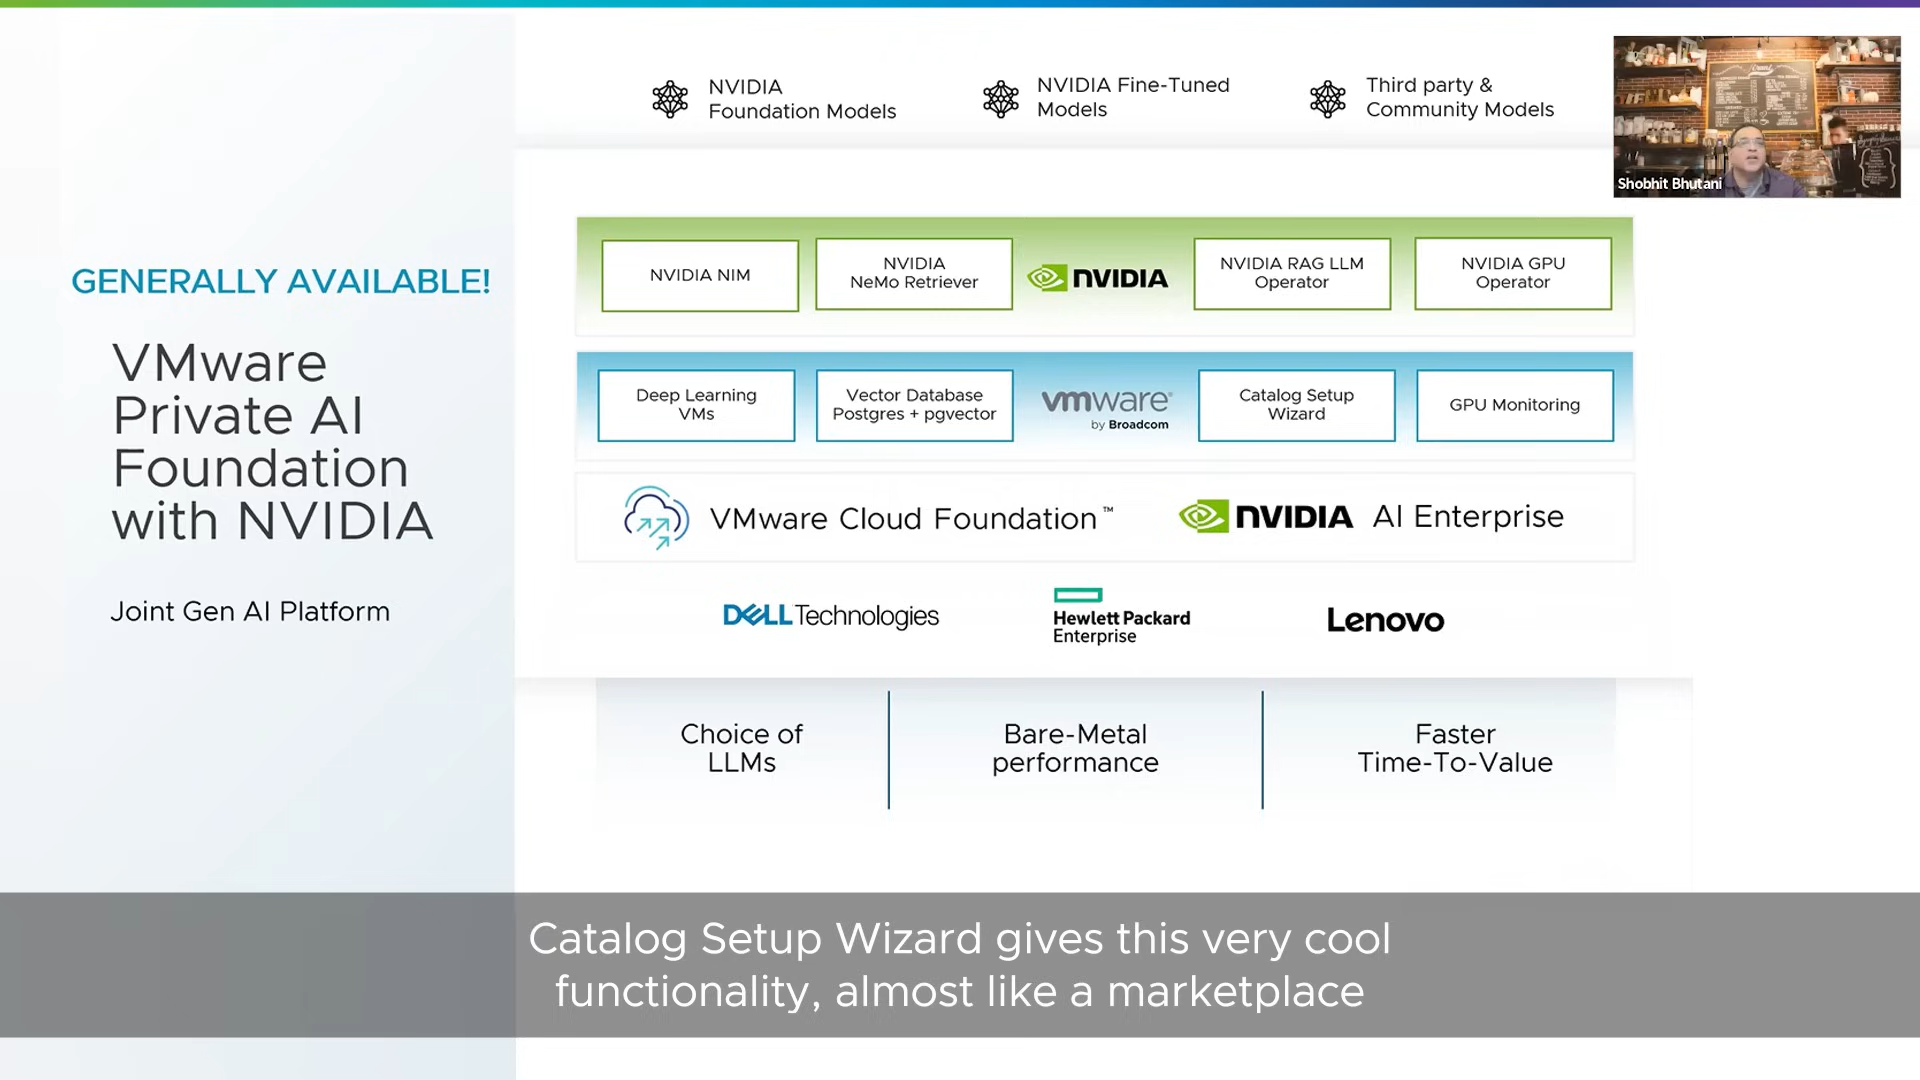 NVIDIA
Foundation Models
NVIDIA Fine-Tuned
Models
Third party &
Community Models
Shobhit Bhutani
GENERALLY AVAILABLE!
VMware
Private AI
Foundation
with NVIDIA
Joint Gen AI Platform
NVIDIA NIM
NVIDIA
NeMo Retriever
NVIDIA
NVIDIA RAG LLM
Operator
NVIDIA GPU
Operator
Deep Learning
VMs
Vector Database
Postgres + pgvector
vmware®
by Broadcom
Catalog Setup
Wizard
GPU Monitoring
VMware Cloud Foundation™
NVIDIA AI Enterprise
DELL Technologies
Hewlett Packard
Enterprise
Lenovo
Choice of
LLMs
Bare-Metal
performance
Faster
Time-To-Value
Catalog Setup Wizard gives this very cool
functionality, almost like a marketplace